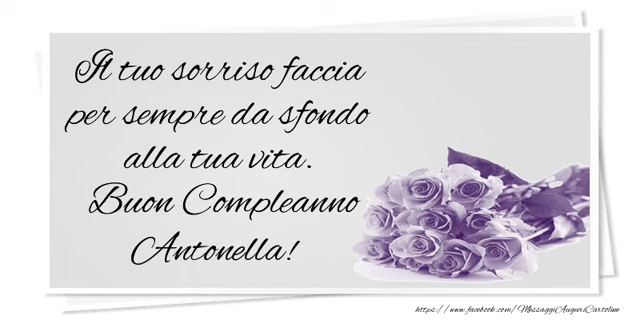 Il tuo sorriso faccia
per sempre da sfondo
alla tua vita.
Buon Compleanno
Antonella!
https://www.facebook.com/MessaggiAuguriCartoline